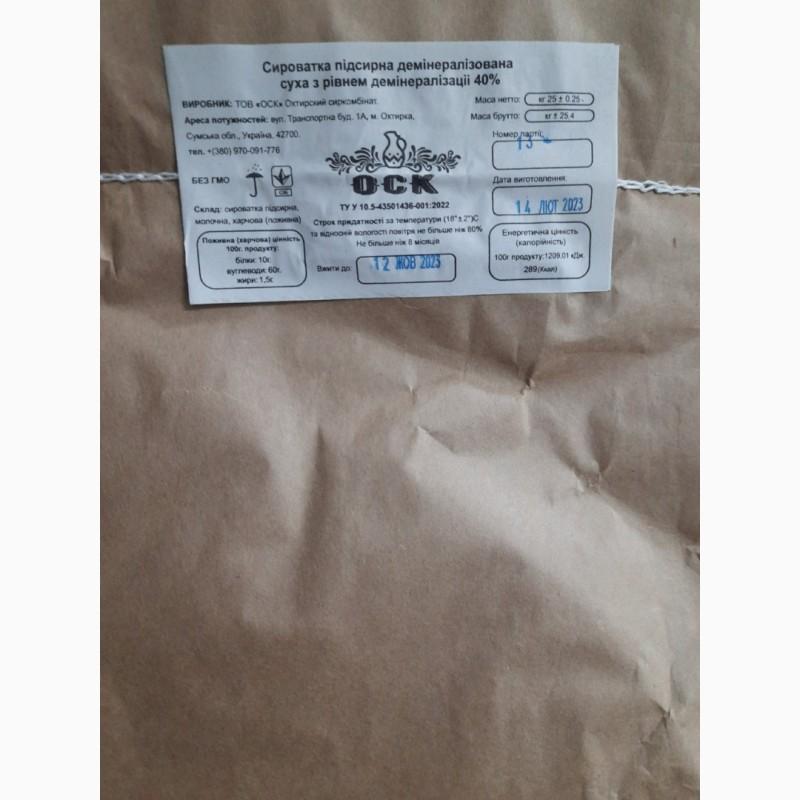 Сироватка підсирна демінералізована
суха з рівнем демінералізації 40%
ВИРОБНИК: ТОВ «ОСК» Охтирский сиркомбінат.
Адреса потужностей: вул. Транспортна буд. 1А, м. Охтирка,
Сумська обл., Україна, 42700.
тел. +(380) 970-091-776
Маса нетто: кг 25 ± 0.25
Маса брутто: кг ± 25.4
Номер партії:
13
БЕЗ ГМО
ОСК
ТУ У 10.5-43501436-001:2022
Дата виготовлення:
14 ЛЮТ 2023
Склад: сироватка підсирна,
молочна, харчова (поживна)
Строк придатності за температури (18°± 2°)С
та відносній вологості повітря не більше ніж 80%
Не більше ніж 8 місяців
Вжити до: 12 ЖОВ 2023
Поживна (харчова) цінність
100г. продукту:
білки: 10г.
вуглеводи: 60г.
жири: 1,5г.
Енергетична цінність
(калорійність)
100г продукту:1209.01 кДж.
289(Ккал)